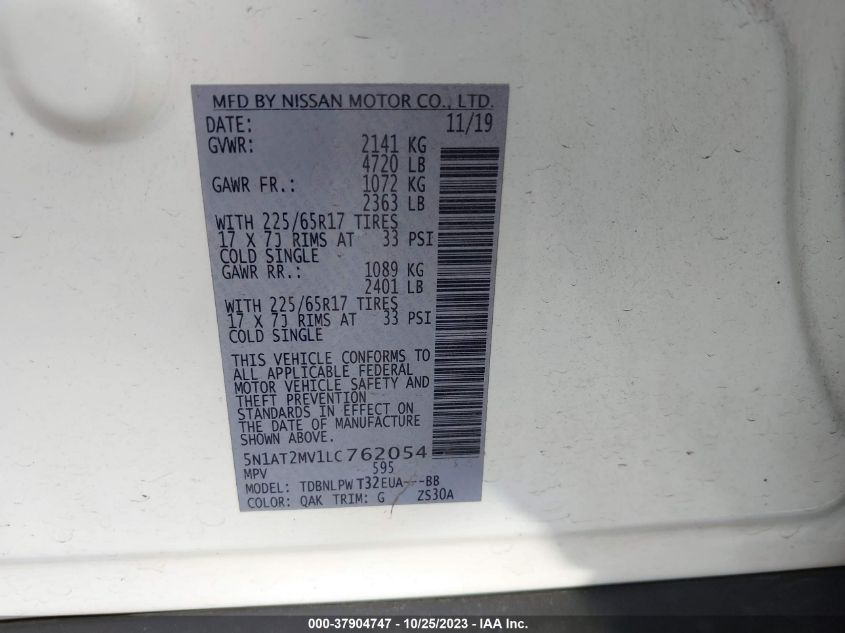 MFD BY NISSAN MOTOR CO., LTD.
DATE: 11/19
GVWR: 2141 KG
4720 LB
GAWR FR.: 1072 KG
2363 LB
WITH 225/65R17 TIRES
17 X 7J RIMS AT 33 PSI
COLD SINGLE
GAWR RR.: 1089 KG
2401 LB
WITH 225/65R17 TIRES
17 X 7J RIMS AT 33 PSI
COLD SINGLE
THIS VEHICLE CONFORMS TO
ALL APPLICABLE FEDERAL
MOTOR VEHICLE SAFETY AND
THEFT PREVENTION
STANDARDS IN EFFECT ON
THE DATE OF MANUFACTURE
SHOWN ABOVE.
5N1AT2MV1LC762054
MPV 595
MODEL: TDBNLPW T32EUA---BB
COLOR: QAK TRIM: G ZS30A
000-37904747 - 10/25/2023 - IAA Inc.